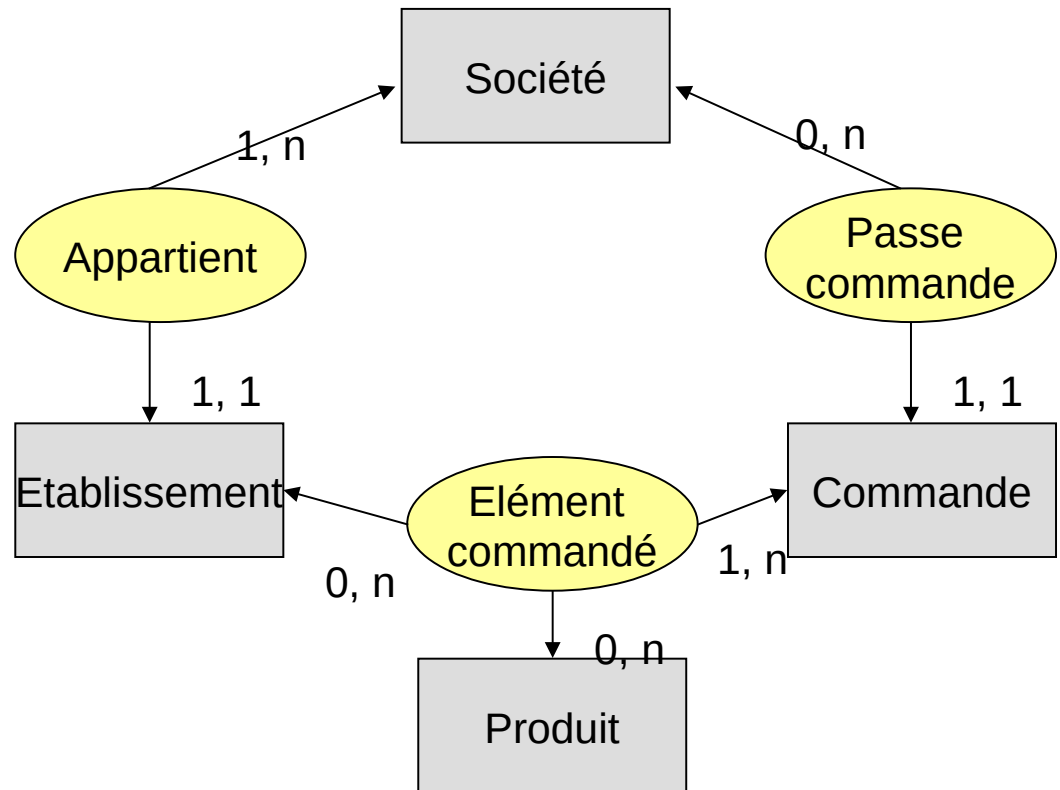 Société
1, n
0, n
Appartient
Passe
commande
1, 1
1, 1
Etablissement
Elément
commandé
Commande
0, n
1, n
0, n
Produit